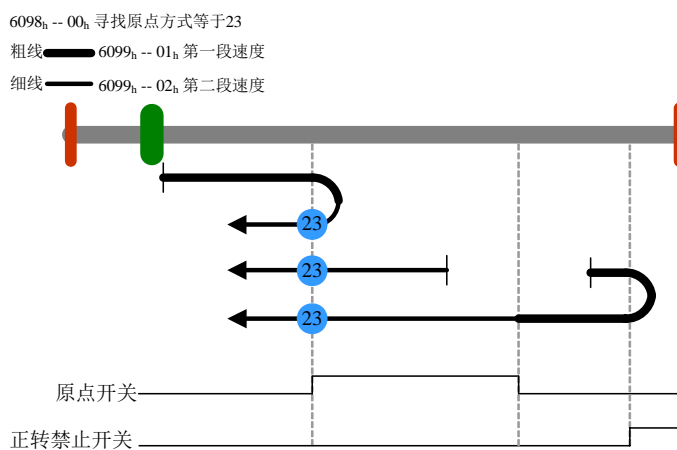 6098h -- 00h 寻找原点方式等于23
粗线 6099h -- 01h 第一段速度
细线 6099h -- 02h 第二段速度
23
23
23
原点开关
正转禁止开关